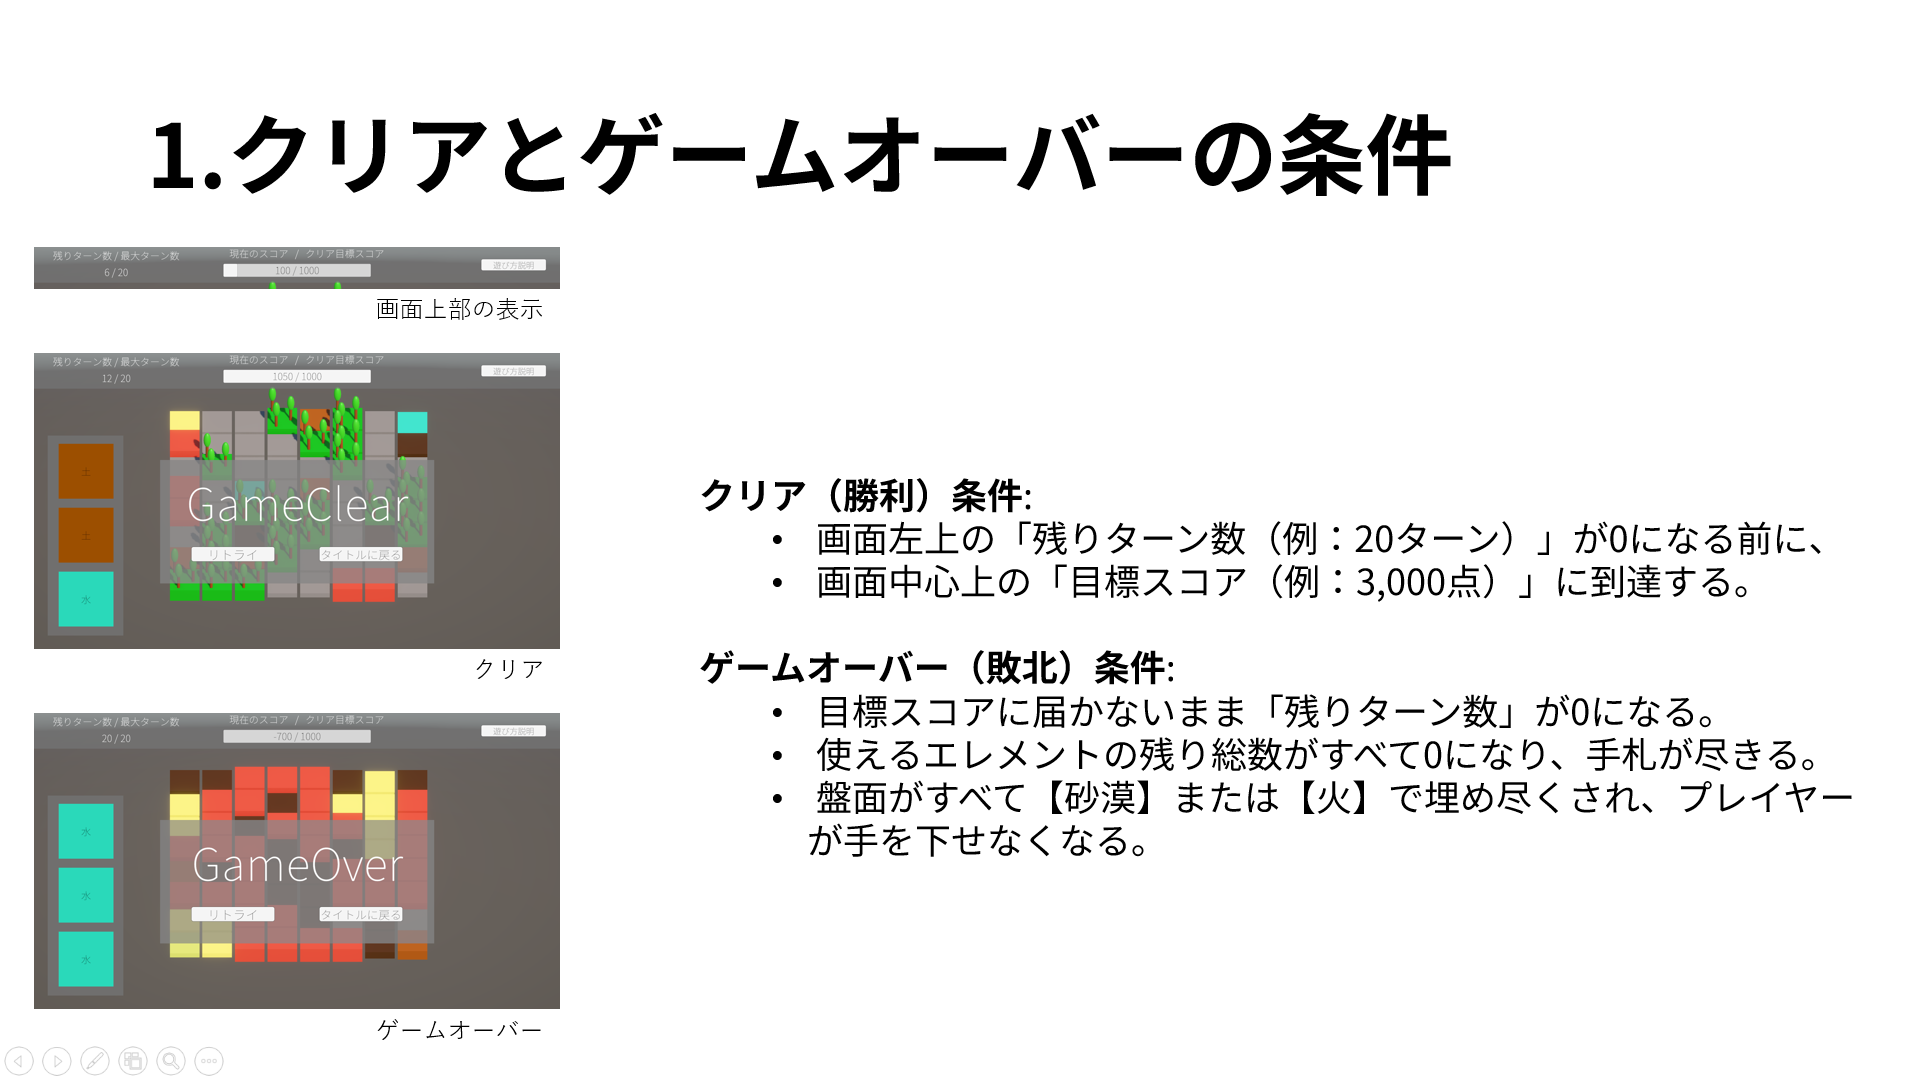 1.クリアとゲームオーバーの条件
残りターン数 / 最大ターン数
6 / 20
現在のスコア / クリア目標スコア
100 / 1000
遊び方説明
画面上部の表示
残りターン数 / 最大ターン数
12 / 20
現在のスコア / クリア目標スコア
1050 / 1000
遊び方説明
土
土
水
GameClear
リトライ
タイトルに戻る
クリア
残りターン数 / 最大ターン数
20 / 20
現在のスコア / クリア目標スコア
-700 / 1000
遊び方説明
水
水
水
GameOver
リトライ
タイトルに戻る
ゲームオーバー
クリア（勝利）条件:
• 画面左上の「残りターン数（例：20ターン）」が0になる前に、
• 画面中心上の「目標スコア（例：3,000点）」に到達する。
ゲームオーバー（敗北）条件:
• 目標スコアに届かないまま「残りターン数」が0になる。
• 使えるエレメントの残り総数がすべて0になり、手札が尽きる。
• 盤面がすべて【砂漠】または【火】で埋め尽くされ、プレイヤー
が手を下せなくなる。